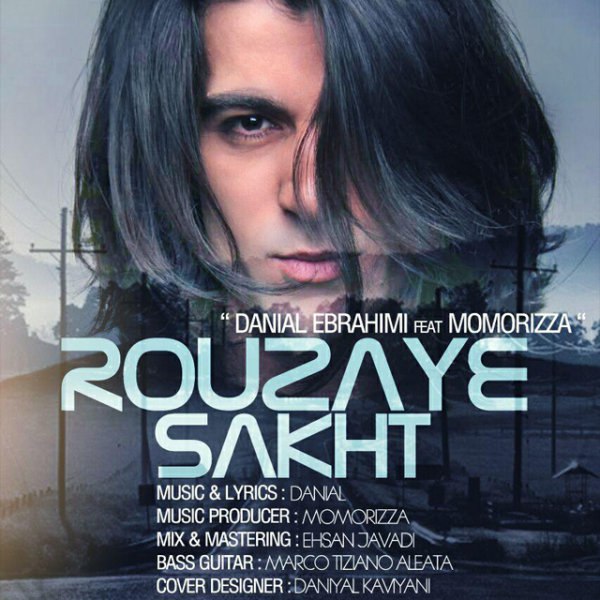 “ DANIAL EBRAHIMI FEAT MOMORIZZA “
ROUZAYE
SAKHT
MUSIC & LYRICS : DANIAL
MUSIC PRODUCER : MOMORIZZA
MIX & MASTERING : EHSAN JAVADI
BASS GUITAR : MARCO TIZIANO ALEATA
COVER DESIGNER : DANIYAL KAVIYANI